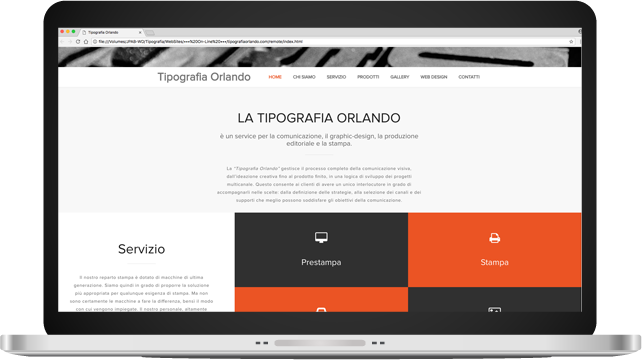 Tipografia Orlando
file:///Volumes/JPNB-WD/Tipografia/WebSites/+++%20On-Line%20+++/tipografiaorlando.com/remote/index.html
Tipografia Orlando HOME CHI SIAMO SERVIZIO PRODOTTI GALLERY WEB DESIGN CONTATTI
LA TIPOGRAFIA ORLANDO
è un service per la comunicazione, il graphic-design, la produzione
editoriale e la stampa.
La "Tipografia Orlando" gestisce il processo completo della comunicazione visiva,
dall'ideazione creativa fino al prodotto finito, in una logica di sviluppo dei progetti
multicanale. Questo consente ai clienti di avere un unico interlocutore in grado di
accompagnarli nelle scelte: dalla definizione delle strategie, alla selezione dei canali e dei
supporti che meglio possono soddisfare gli obiettivi della comunicazione.
Servizio
Il nostro reparto stampa è dotato di macchine di ultima
generazione. Siamo quindi in grado di proporre la soluzione
più appropriata per qualunque esigenza di stampa. Ma non
sono certamente le macchine a fare la differenza, bensì il modo
con cui vengono impiegate. Il nostro personale, altamente
Prestampa
Stampa